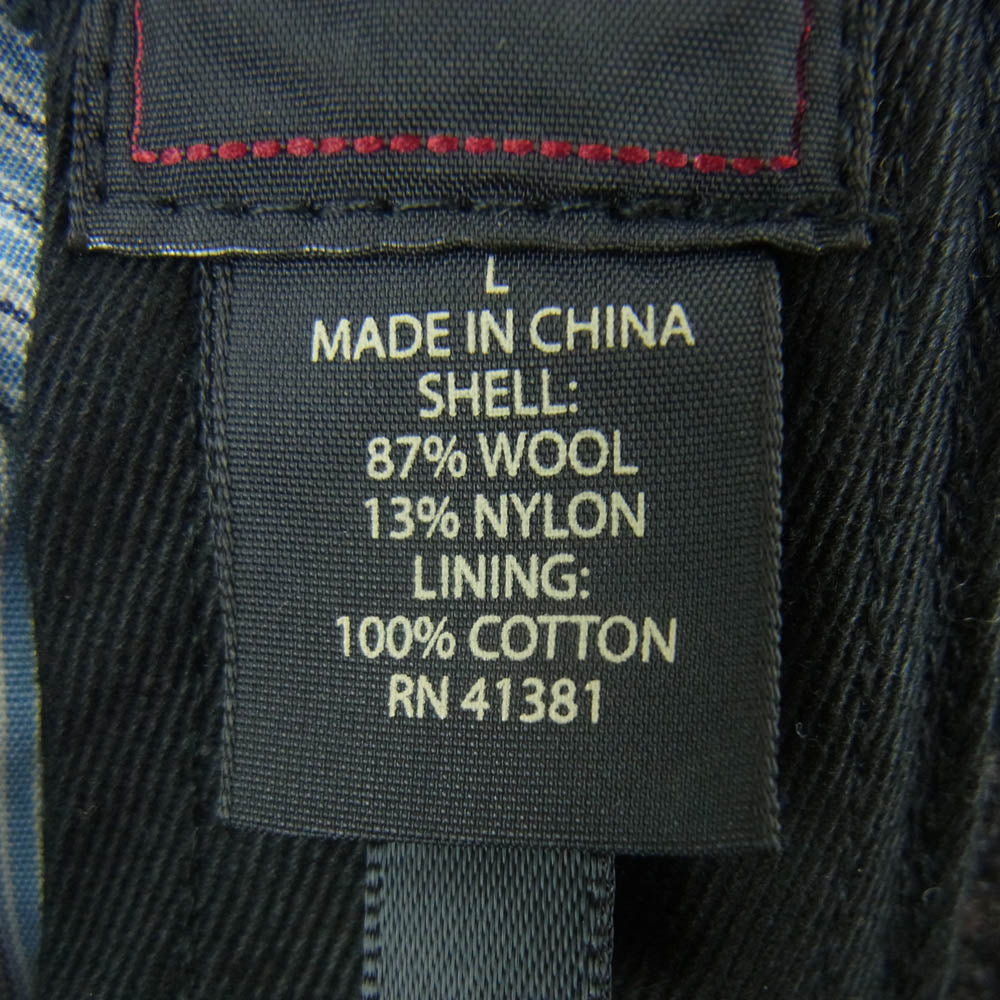 L
MADE IN CHINA
SHELL:
87% WOOL
13% NYLON
LINING:
100% COTTON
RN 41381